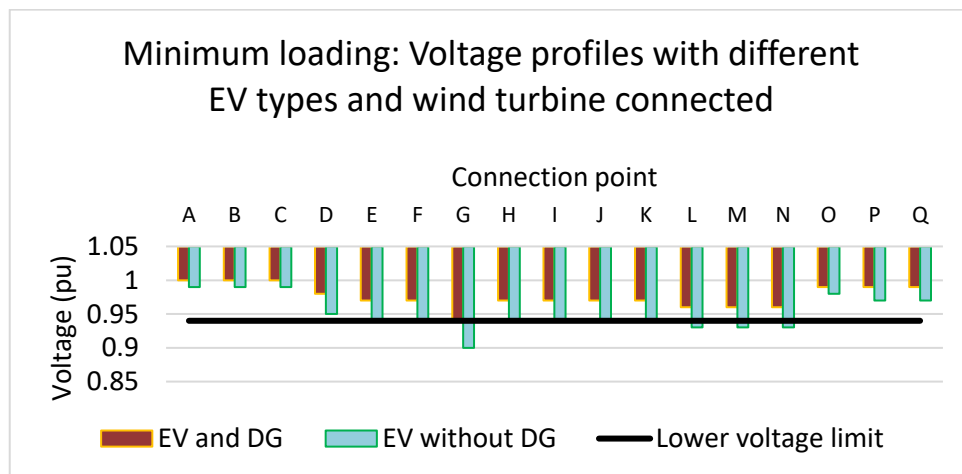 Minimum loading: Voltage profiles with different
EV types and wind turbine connected
Connection point
A B C D E F G H I J K L M N O P Q
Voltage (pu)
1.05
1
0.95
0.9
0.85
EV and DG EV without DG Lower voltage limit